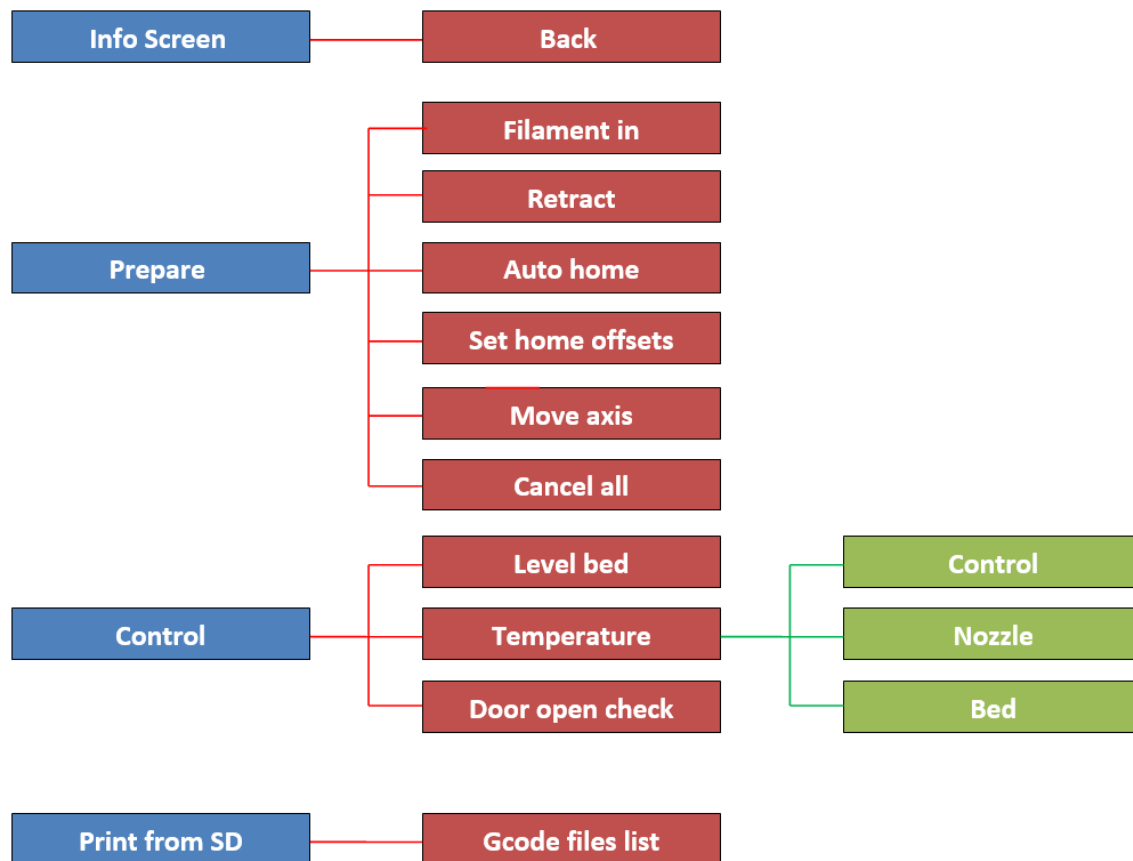 Info Screen
Back
Filament in
Retract
Prepare
Auto home
Set home offsets
Move axis
Cancel all
Level bed
Control
Control
Temperature
Nozzle
Door open check
Bed
Print from SD
Gcode files list